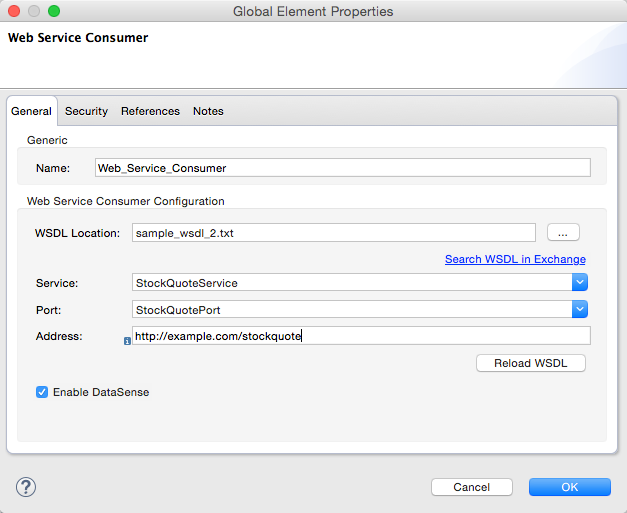 Global Element Properties
Web Service Consumer
General Security References Notes
Generic
Name: Web_Service_Consumer
Web Service Consumer Configuration
WSDL Location: sample_wsdl_2.txt ...
Search WSDL in Exchange
Service: StockQuoteService
Port: StockQuotePort
Address: i http://example.com/stockquote
Reload WSDL
Enable DataSense
? Cancel OK